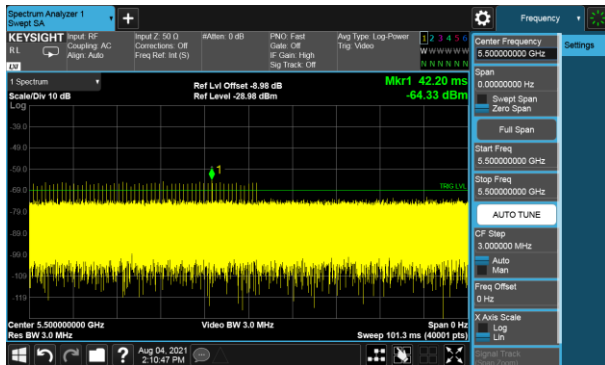 Spectrum Analyzer 1
Swept SA
+
Frequency
KEYSIGHT
RL
LXI
Input: RF
Coupling: AC
Align: Auto
Input Z: 50 Ω
Corrections: Off
Freq Ref: Int (S)
#Atten: 0 dB
PNO: Fast
Gate: Off
IF Gain: High
Sig Track: Off
Avg Type: Log-Power
Trig: Video
1 2 3 4 5 6
W W W W W W
N N N N N N
1 Spectrum
Scale/Div 10 dB
Log
Ref Lvl Offset -8.98 dB
Ref Level -28.98 dBm
Mkr1 42.20 ms
-64.33 dBm
-39.0
-49.0
-59.0
-69.0
-79.0
-89.0
-99.0
-109
-119
1
TRIG LVL
Center 5.500000000 GHz
Res BW 3.0 MHz
Video BW 3.0 MHz
Span 0 Hz
Sweep 101.3 ms (40001 pts)
Center Frequency
5.500000000 GHz
Settings
Span
0.00000000 Hz
Swept Span
Zero Span
Full Span
Start Freq
5.500000000 GHz
Stop Freq
5.500000000 GHz
AUTO TUNE
CF Step
3.000000 MHz
Auto
Man
Freq Offset
0 Hz
X Axis Scale
Log
Lin
Signal Track
(Span Zoom)
?
Aug 04, 2021
2:10:47 PM